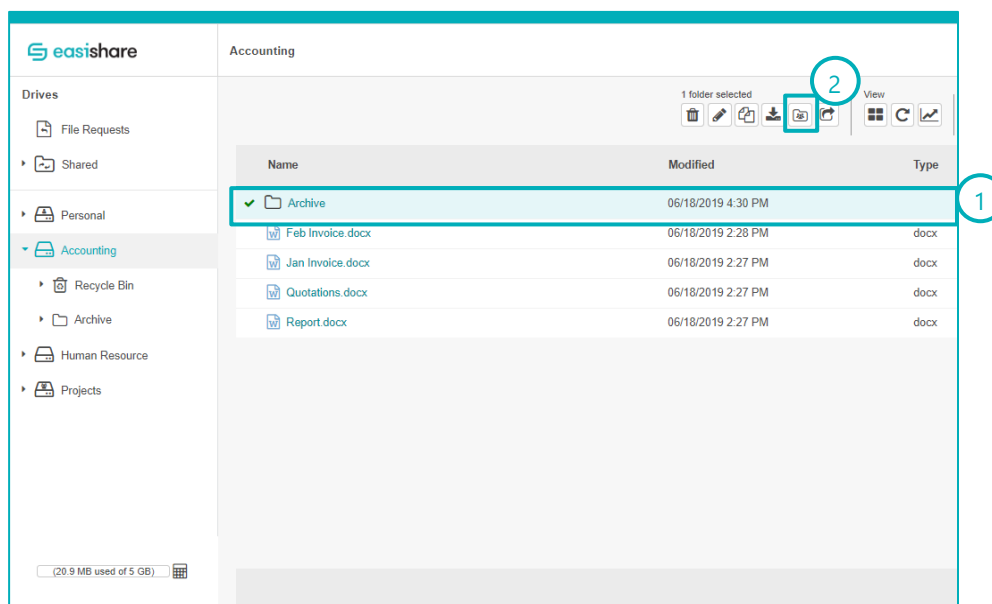 easishare
Accounting
Drives
File Requests
Shared
Personal
Accounting
Recycle Bin
Archive
Human Resource
Projects
(20.9 MB used of 5 GB)
1 folder selected
2
View
Name Modified Type
Archive 06/18/2019 4:30 PM
1
Feb Invoice.docx 06/18/2019 2:28 PM docx
Jan Invoice.docx 06/18/2019 2:27 PM docx
Quotations.docx 06/18/2019 2:27 PM docx
Report.docx 06/18/2019 2:27 PM docx